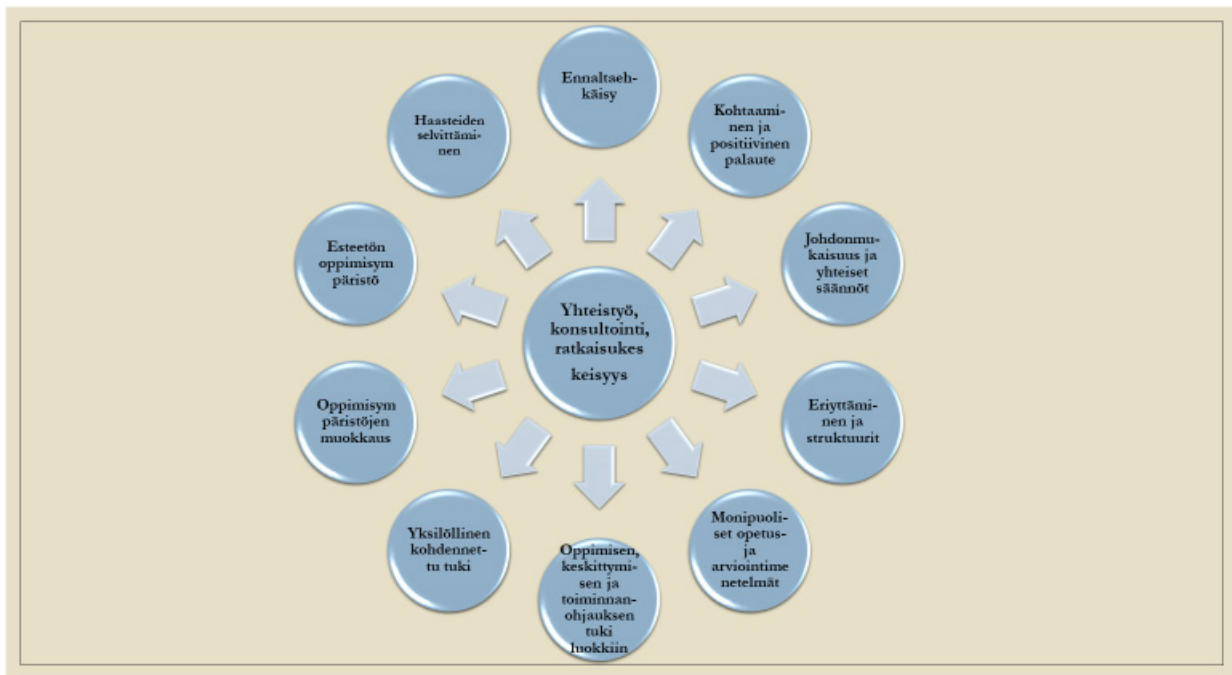 Ennaltaeh-
käisy
Kohtaami-
nen ja
positiivinen
palaute
Johdonmu-
kaisuus ja
yhteiset
säännöt
Eriyttämi-
nen ja
struktuurit
Monipuoli-
set opetus-
ja
arviointime
netelmät
Oppimisen,
keskittymi-
sen ja
toiminnan-
ohjauksen
tuki
luokkiin
Yksilöllinen
kohdennet-
tu tuki
Oppimisym
päristöjen
muokkaus
Esteetön
oppimisym
päristö
Haasteiden
selvittämi-
nen
Yhteistyö,
konsultointi,
ratkaisukes
keisyys